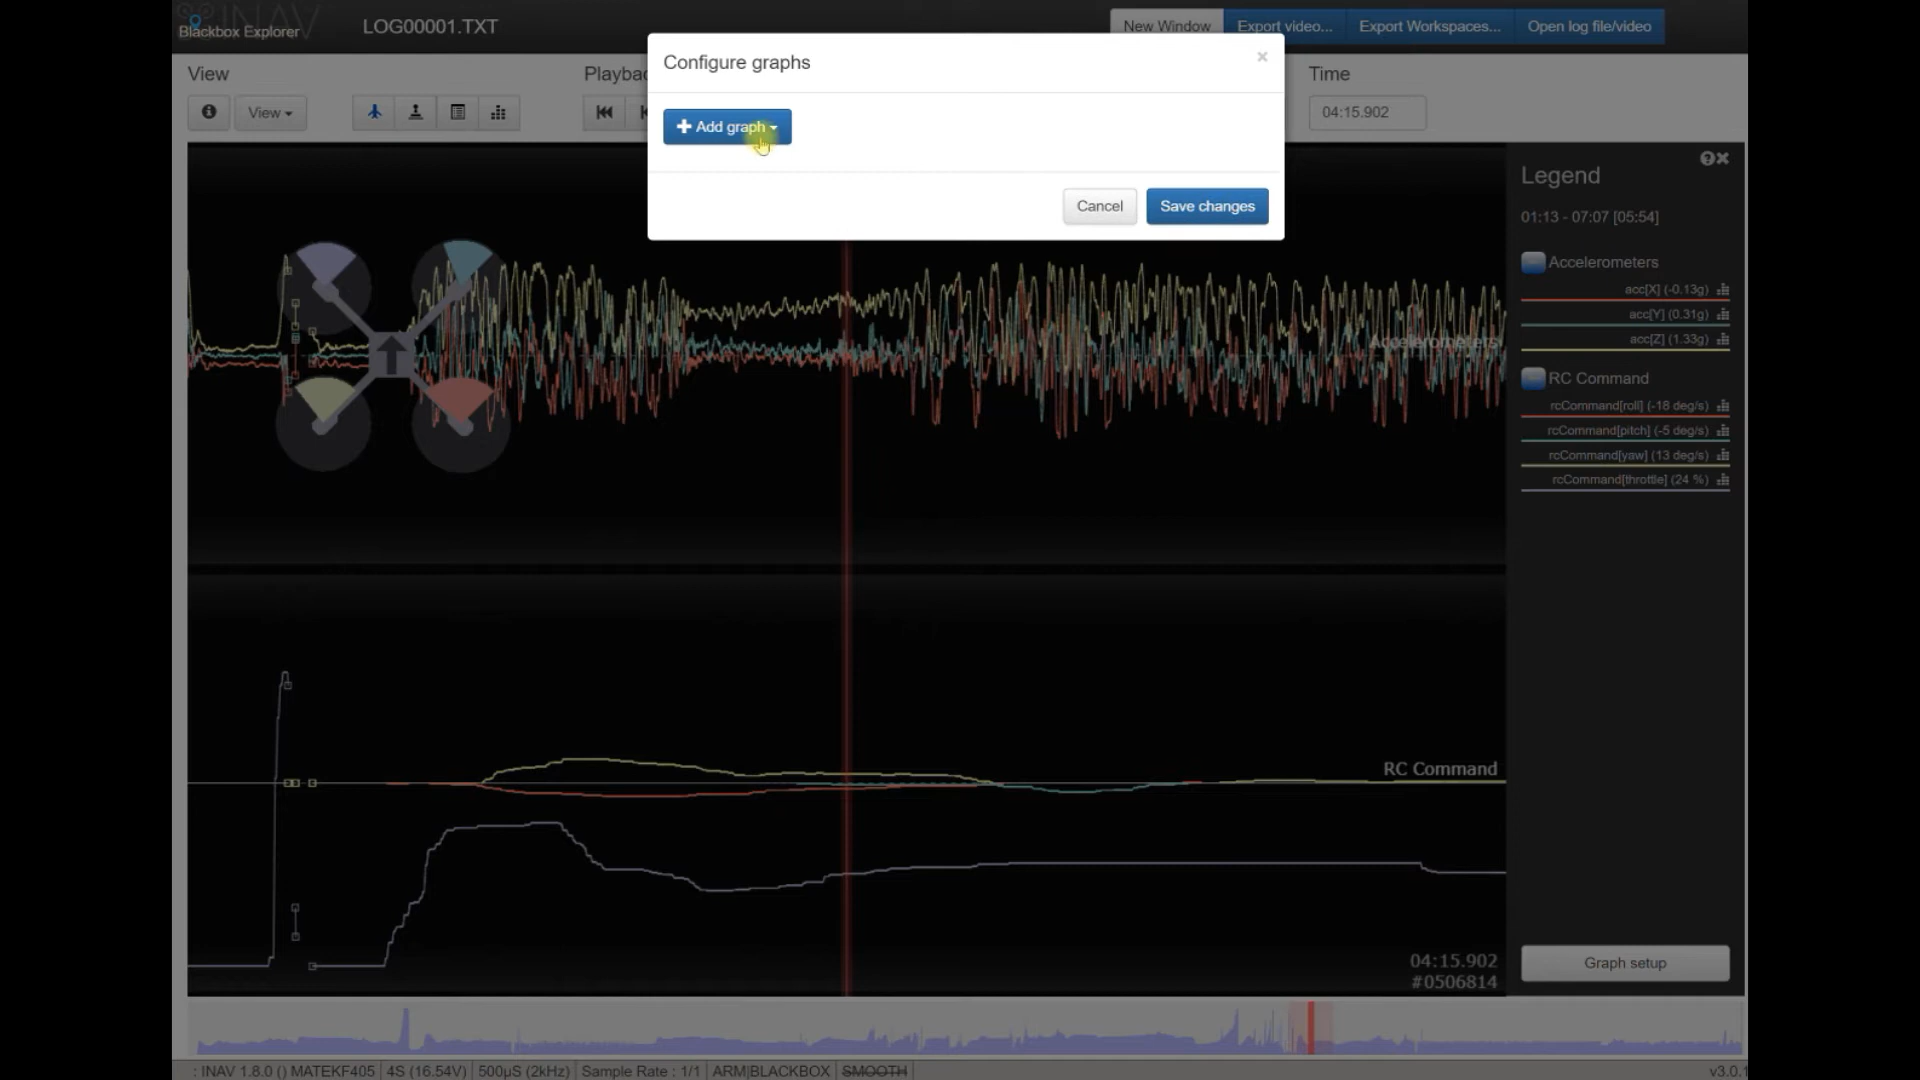 INAV
Blackbox Explorer
LOG00001.TXT
New Window
Export video...
Export Workspaces...
Open log file/video
Configure graphs
×
View
Playbac
Time
View
04:15.902
Add graph
Cancel
Save changes
Legend
01:13 - 07:07 [05:54]
Accelerometers
acc[X] (-0.13g)
acc[Y] (0.31g)
acc[Z] (1.33g)
Accelerometers
RC Command
rcCommand[roll] (-18 deg/s)
rcCommand[pitch] (-5 deg/s)
rcCommand[yaw] (13 deg/s)
rcCommand[throttle] (24 %)
RC Command
04:15.902
#0506814
Graph setup
: INAV 1.8.0 () MATEKF405
4S (16.54V)
500µS (2kHz)
Sample Rate : 1/1
ARM|BLACKBOX
SMOOTH
v3.0.1